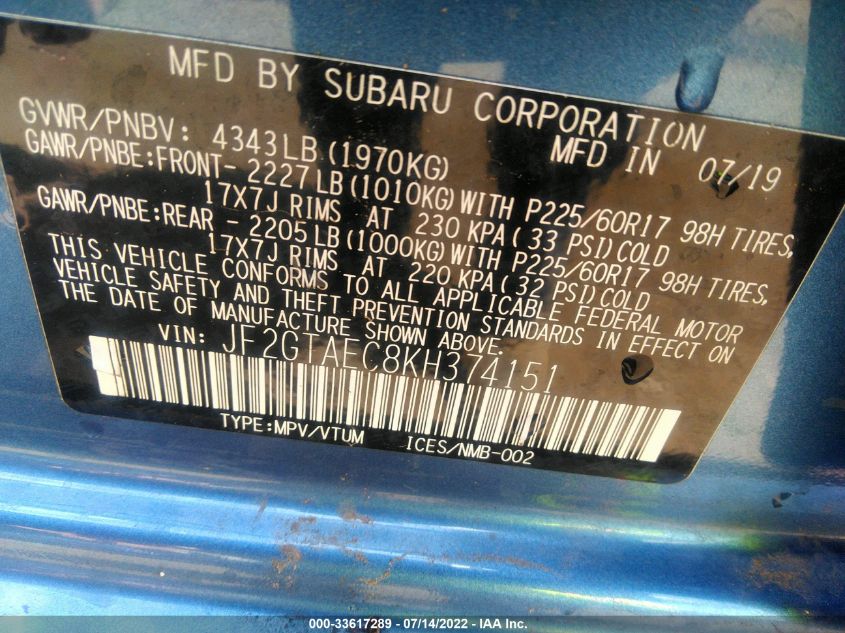 MFD BY SUBARU CORPORATION
GVWR/PNBV: 4343LB (1970KG) MFD IN 07/19
GAWR/PNBE:FRONT- 2227LB(1010KG)WITH P225/60R17 98H TIRES,
17X7J RIMS AT 230 KPA( 33 PSI)COLD
GAWR/PNBE:REAR - 2205LB(1000KG)WITH P225/60R17 98H TIRES,
17X7J RIMS AT 220 KPA( 32 PSI)COLD
THIS VEHICLE CONFORMS TO ALL APPLICABLE FEDERAL MOTOR
VEHICLE SAFETY AND THEFT PREVENTION STANDARDS IN EFFECT ON
THE DATE OF MANUFACTURE SHOWN ABOVE.
VIN: JF2GTAEC8KH374151
TYPE:MPV/VTUM ICES/NMB-002
000-33617289 - 07/14/2022 - IAA Inc.